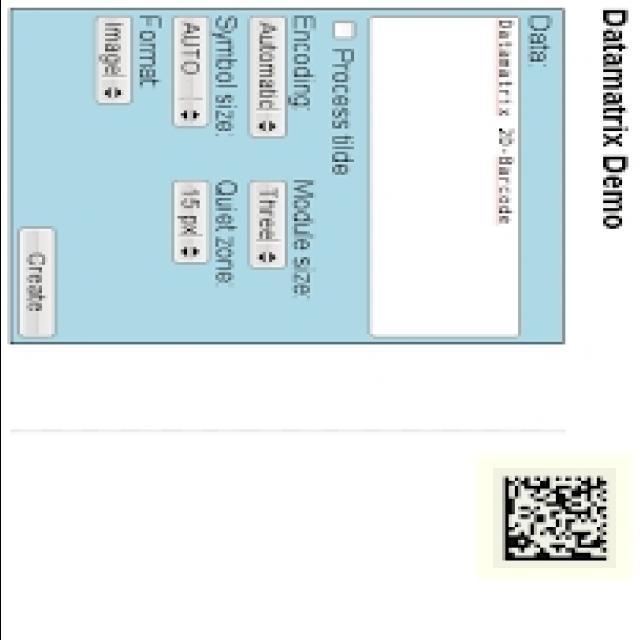 Datamatrix Demo
Data:
Datamatrix 2D-Barcode
Process tilde
Encoding: Module size:
Automatic Three
Symbol size: Quiet zone:
AUTO 15 px
Format:
Image
Create